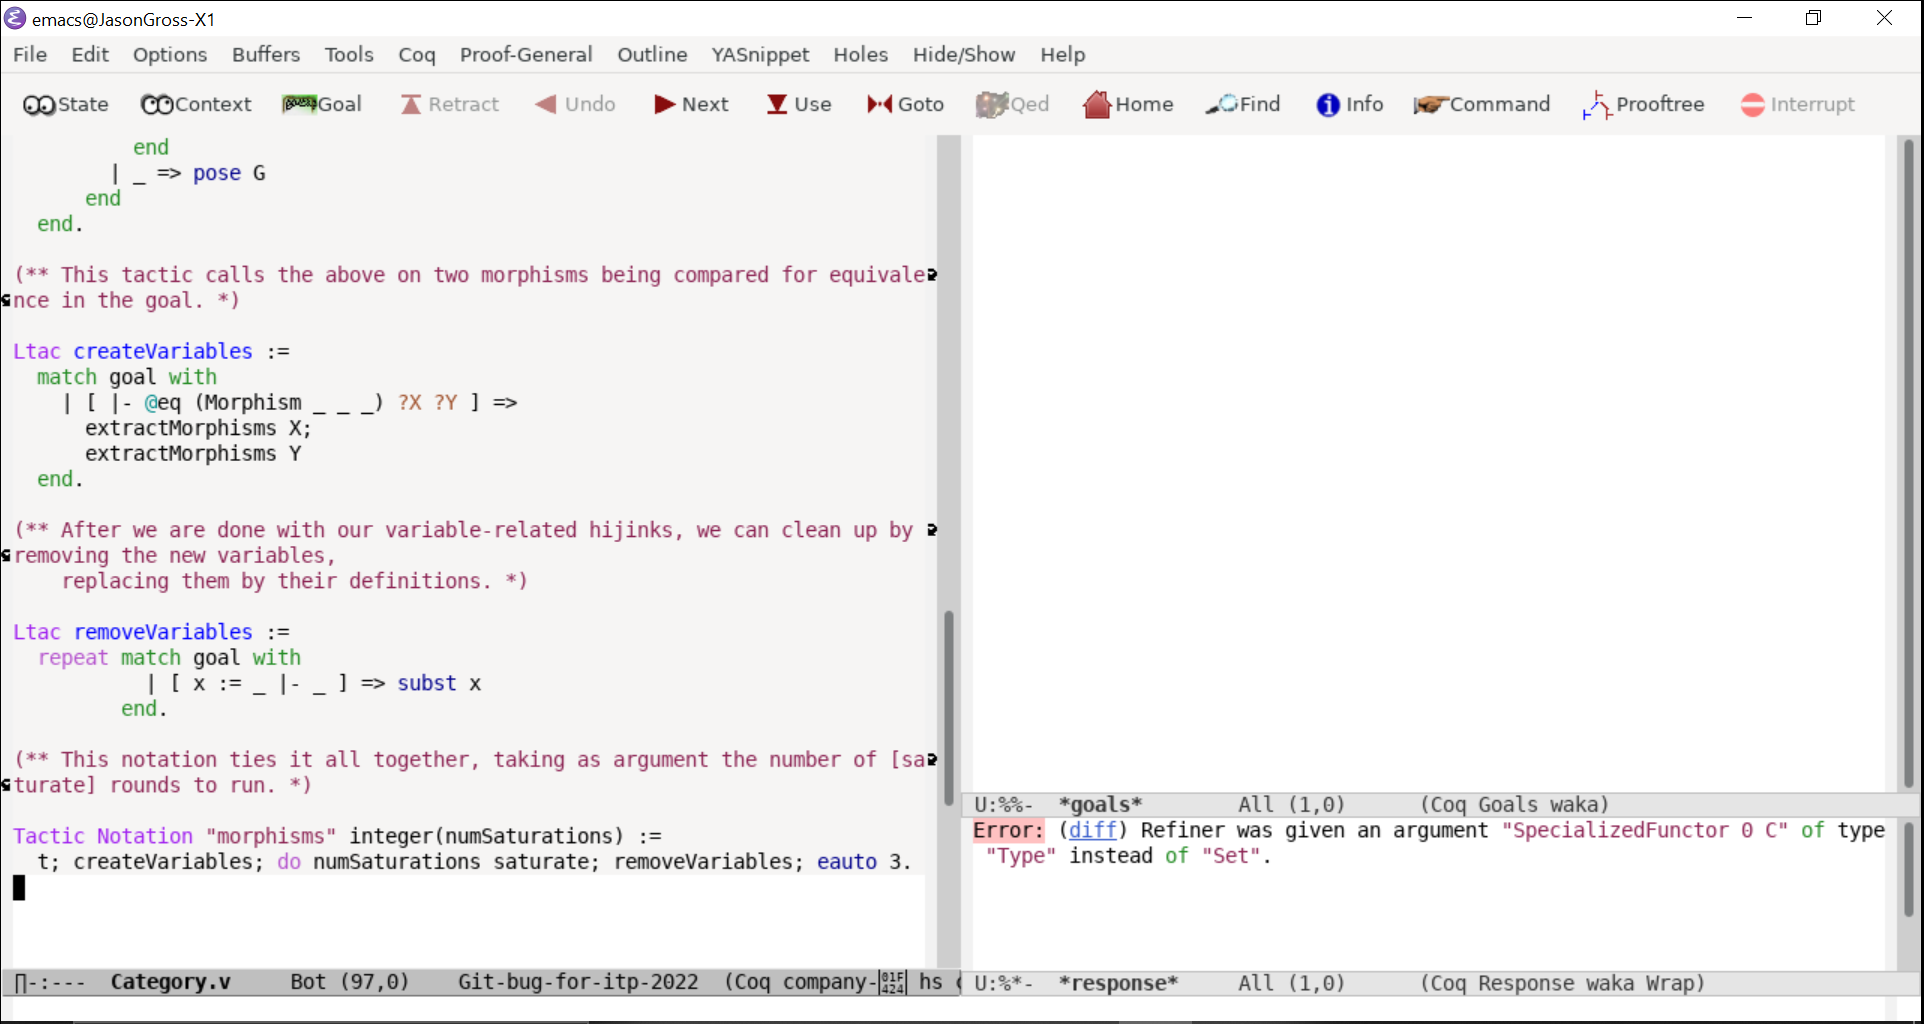 emacs@JasonGross-X1
File Edit Options Buffers Tools Coq Proof-General Outline YASnippet Holes Hide/Show Help
State Context Goal Retract Undo Next Use Goto Qed Home Find Info Command Prooftree Interrupt
end
| _ => pose G
end
end.
(** This tactic calls the above on two morphisms being compared for equivale
nce in the goal. *)
Ltac createVariables :=
match goal with
| [ |- @eq (Morphism _ _ _) ?X ?Y ] =>
extractMorphisms X;
extractMorphisms Y
end.
(** After we are done with our variable-related hijinks, we can clean up by
removing the new variables,
replacing them by their definitions. *)
Ltac removeVariables :=
repeat match goal with
| [ x := _ |- _ ] => subst x
end.
(** This notation ties it all together, taking as argument the number of [sa
turate] rounds to run. *)
Tactic Notation "morphisms" integer(numSaturations) :=
t; createVariables; do numSaturations saturate; removeVariables; eauto 3.
∏-:--- Category.v Bot (97,0) Git-bug-for-itp-2022 (Coq company-01F424 hs
U:%%- *goals* All (1,0) (Coq Goals waka)
Error: (diff) Refiner was given an argument "SpecializedFunctor 0 C" of type
"Type" instead of "Set".
U:%*- *response* All (1,0) (Coq Response waka Wrap)